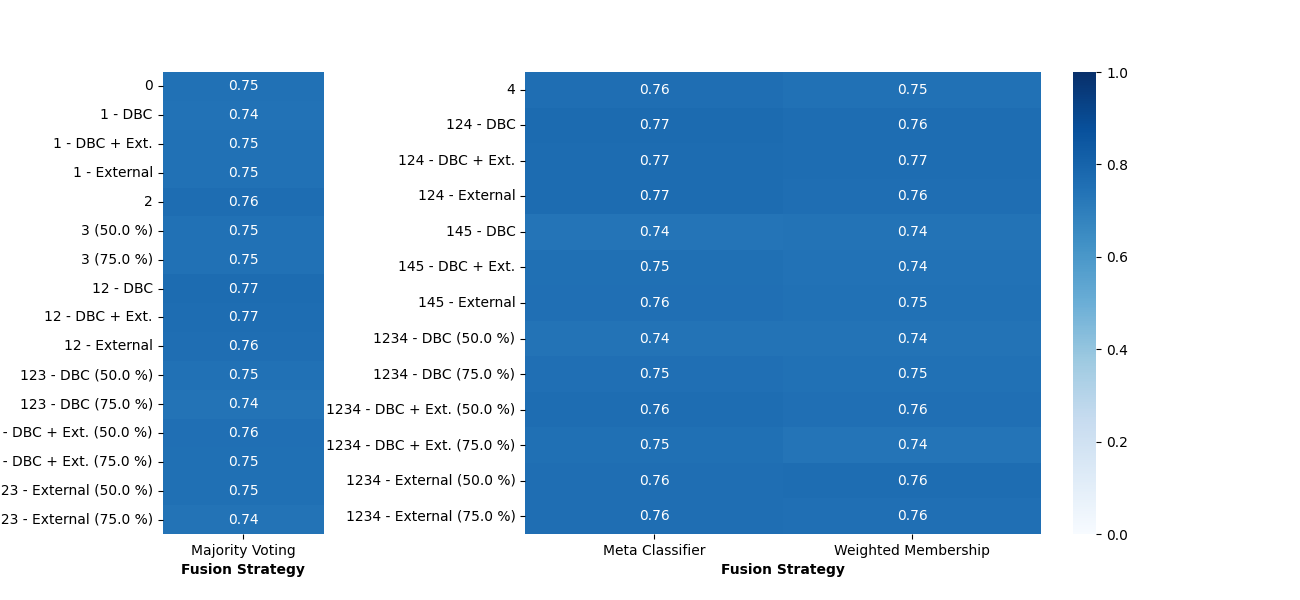 0 0.75
1 - DBC 0.74
1 - DBC + Ext. 0.75
1 - External 0.75
2 0.76
3 (50.0 %) 0.75
3 (75.0 %) 0.75
12 - DBC 0.77
12 - DBC + Ext. 0.77
12 - External 0.76
123 - DBC (50.0 %) 0.75
123 - DBC (75.0 %) 0.74
- DBC + Ext. (50.0 %) 0.76
- DBC + Ext. (75.0 %) 0.75
23 - External (50.0 %) 0.75
23 - External (75.0 %) 0.74
Majority Voting
Fusion Strategy
4 0.76 0.75
124 - DBC 0.77 0.76
124 - DBC + Ext. 0.77 0.77
124 - External 0.77 0.76
145 - DBC 0.74 0.74
145 - DBC + Ext. 0.75 0.74
145 - External 0.76 0.75
1234 - DBC (50.0 %) 0.74 0.74
1234 - DBC (75.0 %) 0.75 0.75
1234 - DBC + Ext. (50.0 %) 0.76 0.76
1234 - DBC + Ext. (75.0 %) 0.75 0.74
1234 - External (50.0 %) 0.76 0.76
1234 - External (75.0 %) 0.76 0.76
Meta Classifier Weighted Membership
Fusion Strategy
1.0
0.8
0.6
0.4
0.2
0.0